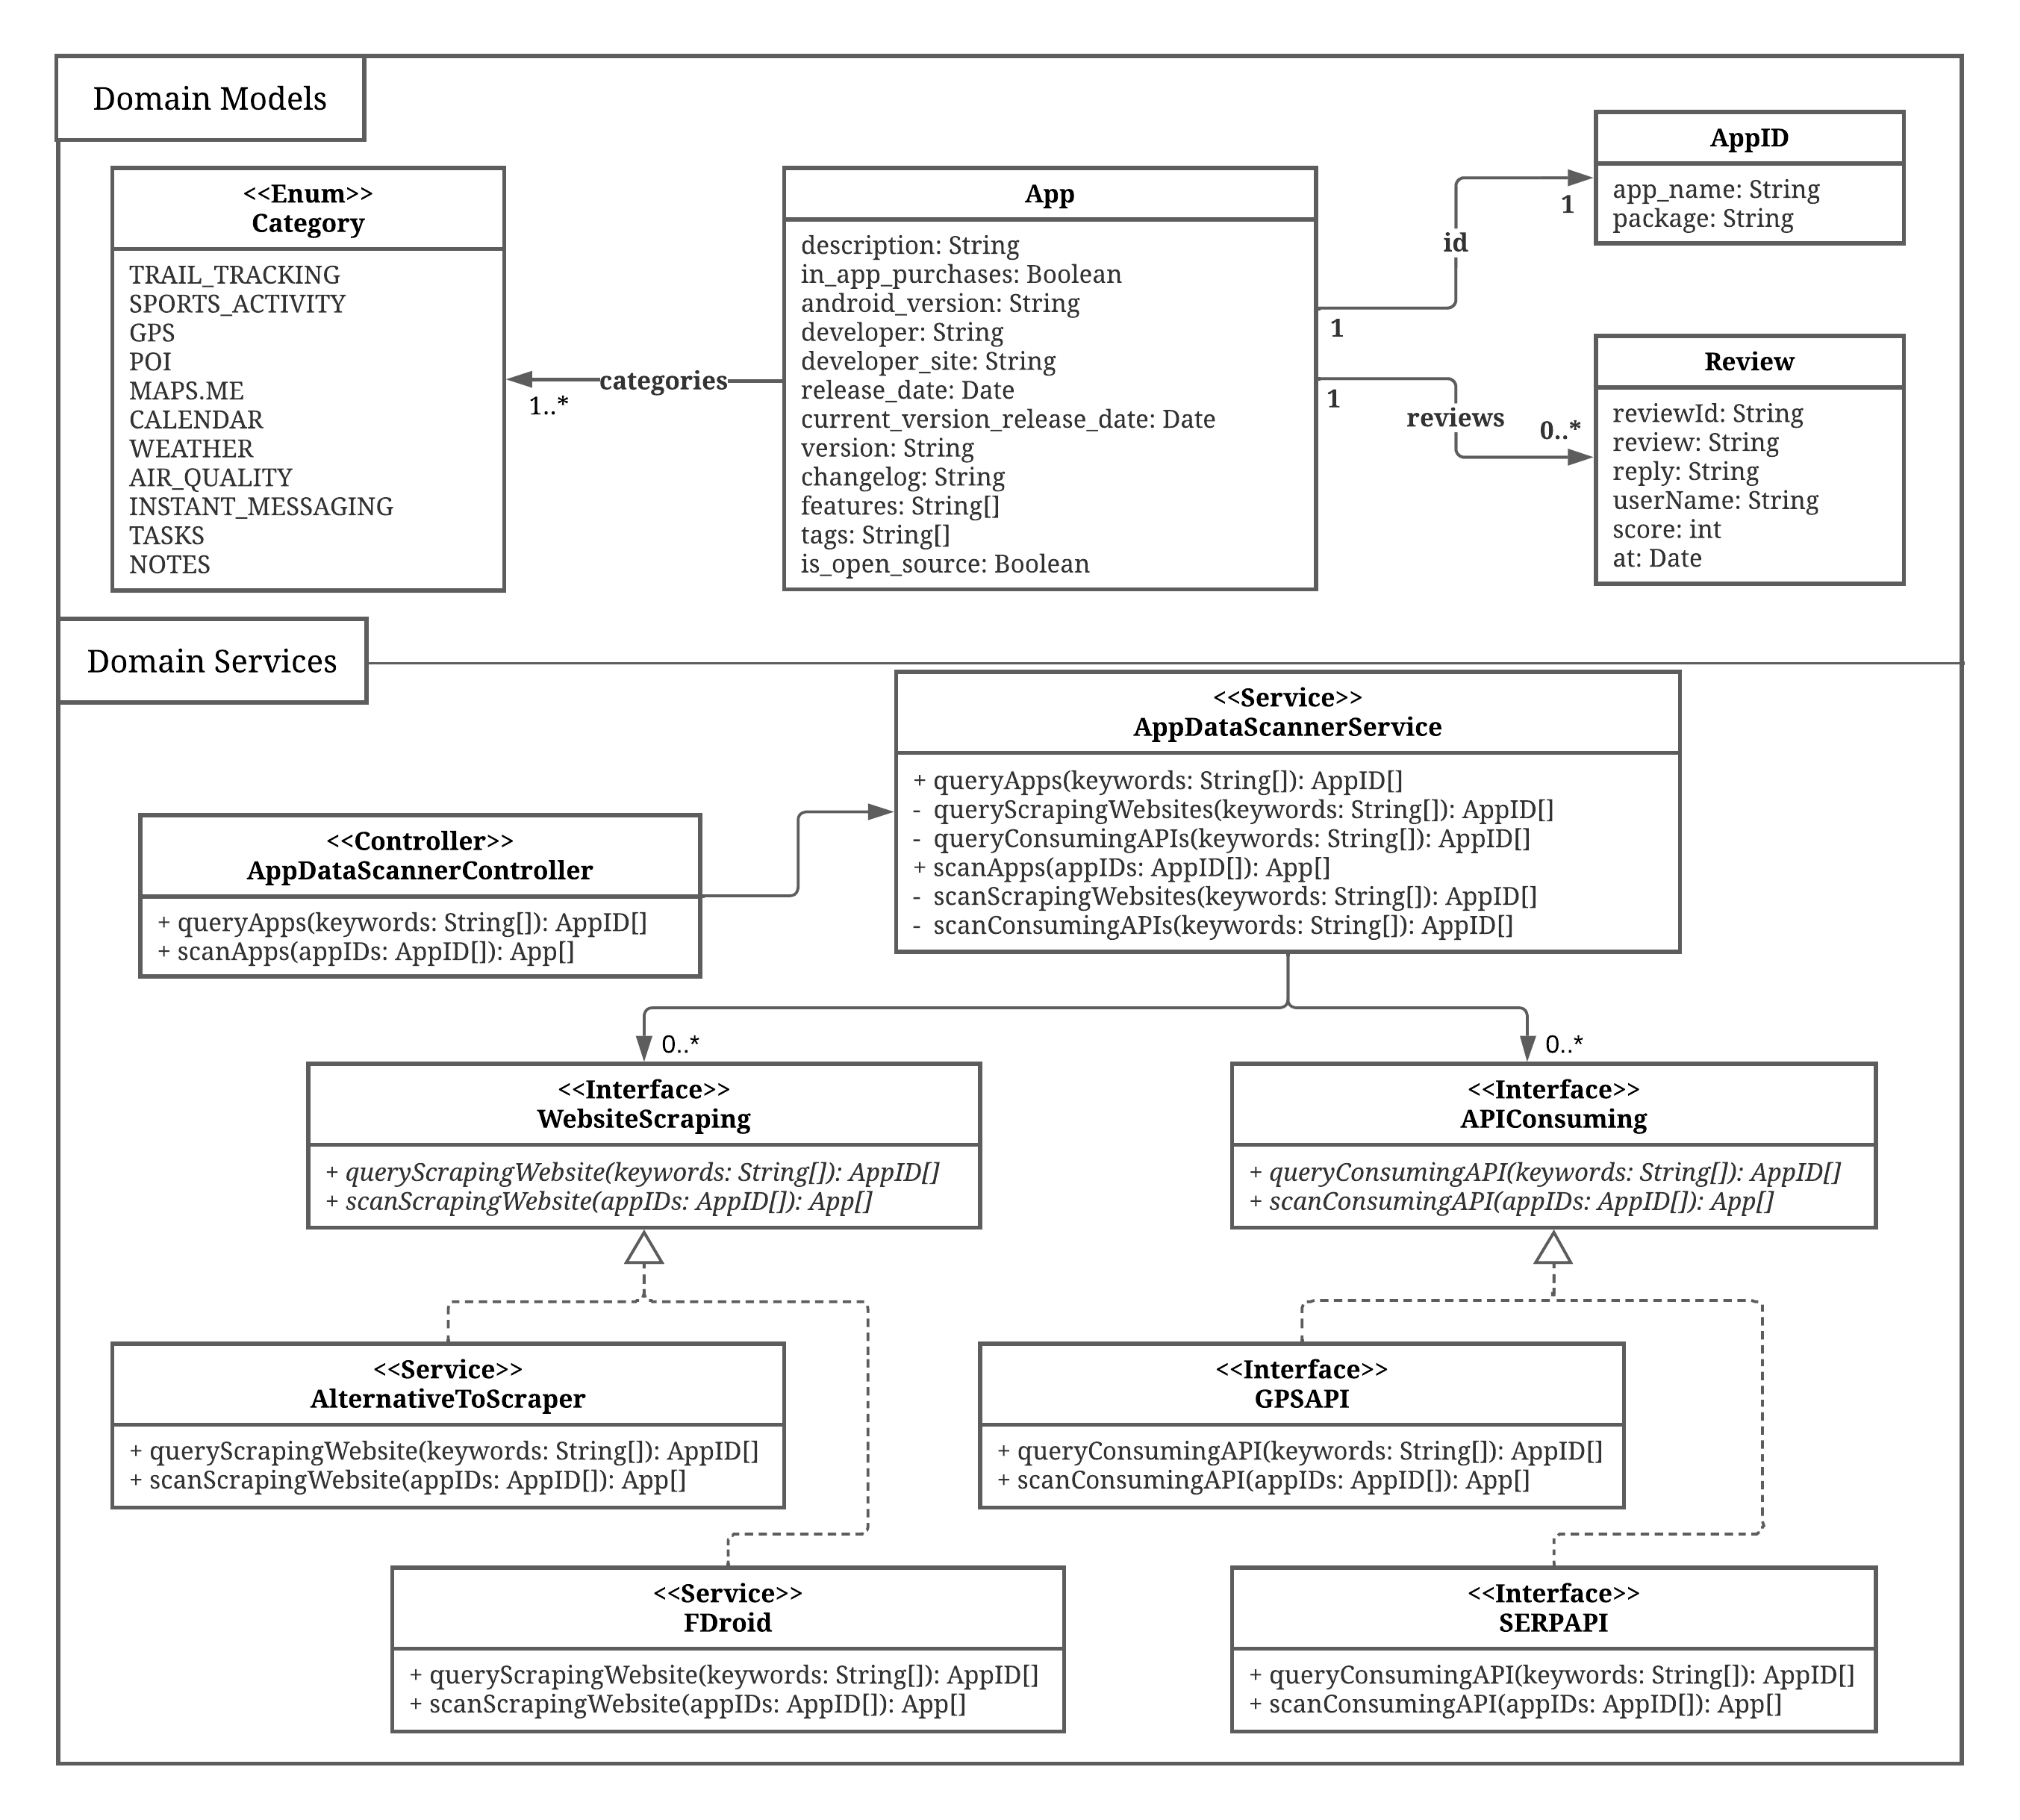 Domain Models
<<Enum>>
Category
TRAIL_TRACKING
SPORTS_ACTIVITY
GPS
POI
MAPS.ME
CALENDAR
WEATHER
AIR_QUALITY
INSTANT_MESSAGING
TASKS
NOTES
categories
1..*
App
description: String
in_app_purchases: Boolean
android_version: String
developer: String
developer_site: String
release_date: Date
current_version_release_date: Date
version: String
changelog: String
features: String[]
tags: String[]
is_open_source: Boolean
1
id
1
AppID
app_name: String
package: String
1
reviews
0..*
Review
reviewId: String
review: String
reply: String
userName: String
score: int
at: Date
Domain Services
<<Service>>
AppDataScannerService
+ queryApps(keywords: String[]): AppID[]
- queryScrapingWebsites(keywords: String[]): AppID[]
- queryConsumingAPIs(keywords: String[]): AppID[]
+ scanApps(appIDs: AppID[]): App[]
- scanScrapingWebsites(keywords: String[]): AppID[]
- scanConsumingAPIs(keywords: String[]): AppID[]
<<Controller>>
AppDataScannerController
+ queryApps(keywords: String[]): AppID[]
+ scanApps(appIDs: AppID[]): App[]
0..*
0..*
<<Interface>>
WebsiteScraping
+ queryScrapingWebsite(keywords: String[]): AppID[]
+ scanScrapingWebsite(appIDs: AppID[]): App[]
<<Interface>>
APIConsuming
+ queryConsumingAPI(keywords: String[]): AppID[]
+ scanConsumingAPI(appIDs: AppID[]): App[]
<<Service>>
AlternativeToScraper
+ queryScrapingWebsite(keywords: String[]): AppID[]
+ scanScrapingWebsite(appIDs: AppID[]): App[]
<<Interface>>
GPSAPI
+ queryConsumingAPI(keywords: String[]): AppID[]
+ scanConsumingAPI(appIDs: AppID[]): App[]
<<Service>>
FDroid
+ queryScrapingWebsite(keywords: String[]): AppID[]
+ scanScrapingWebsite(appIDs: AppID[]): App[]
<<Interface>>
SERPAPI
+ queryConsumingAPI(keywords: String[]): AppID[]
+ scanConsumingAPI(appIDs: AppID[]): App[]